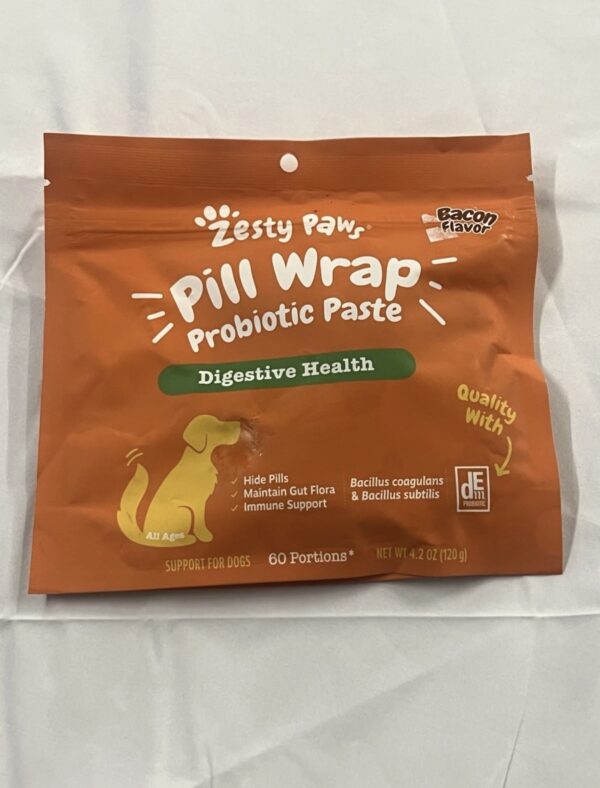 Zesty Paws
Bacon
Flavor
Pill Wrap
Probiotic Paste
Digestive Health
Quality
With
✓ Hide Pills
✓ Maintain Gut Flora
✓ Immune Support
Bacillus coagulans
& Bacillus subtilis
dE
m
PROBIOTIC
All Ages
SUPPORT FOR DOGS 60 Portions* NET WT 4.2 OZ (120 g)